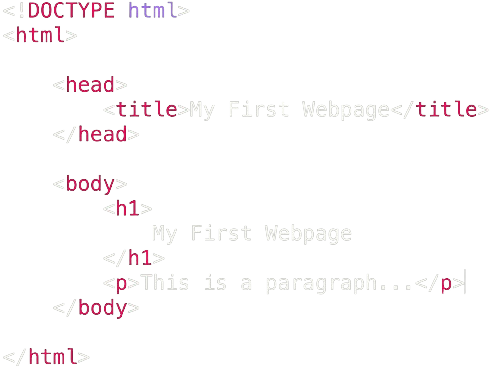 <!DOCTYPE html>
<html>
<head>
<title>My First Webpage</title>
</head>
<body>
<h1>
My First Webpage
</h1>
<p>This is a paragraph...</p>
</body>
</html>